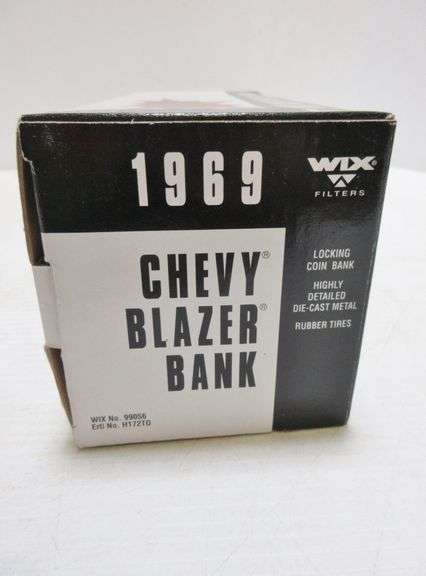 1969
WIX®
FILTERS
CHEVY®
BLAZER®
BANK
LOCKING
COIN BANK
HIGHLY
DETAILED
DIE-CAST METAL
RUBBER TIRES
WIX No. 99056
Ertl No. H172TO